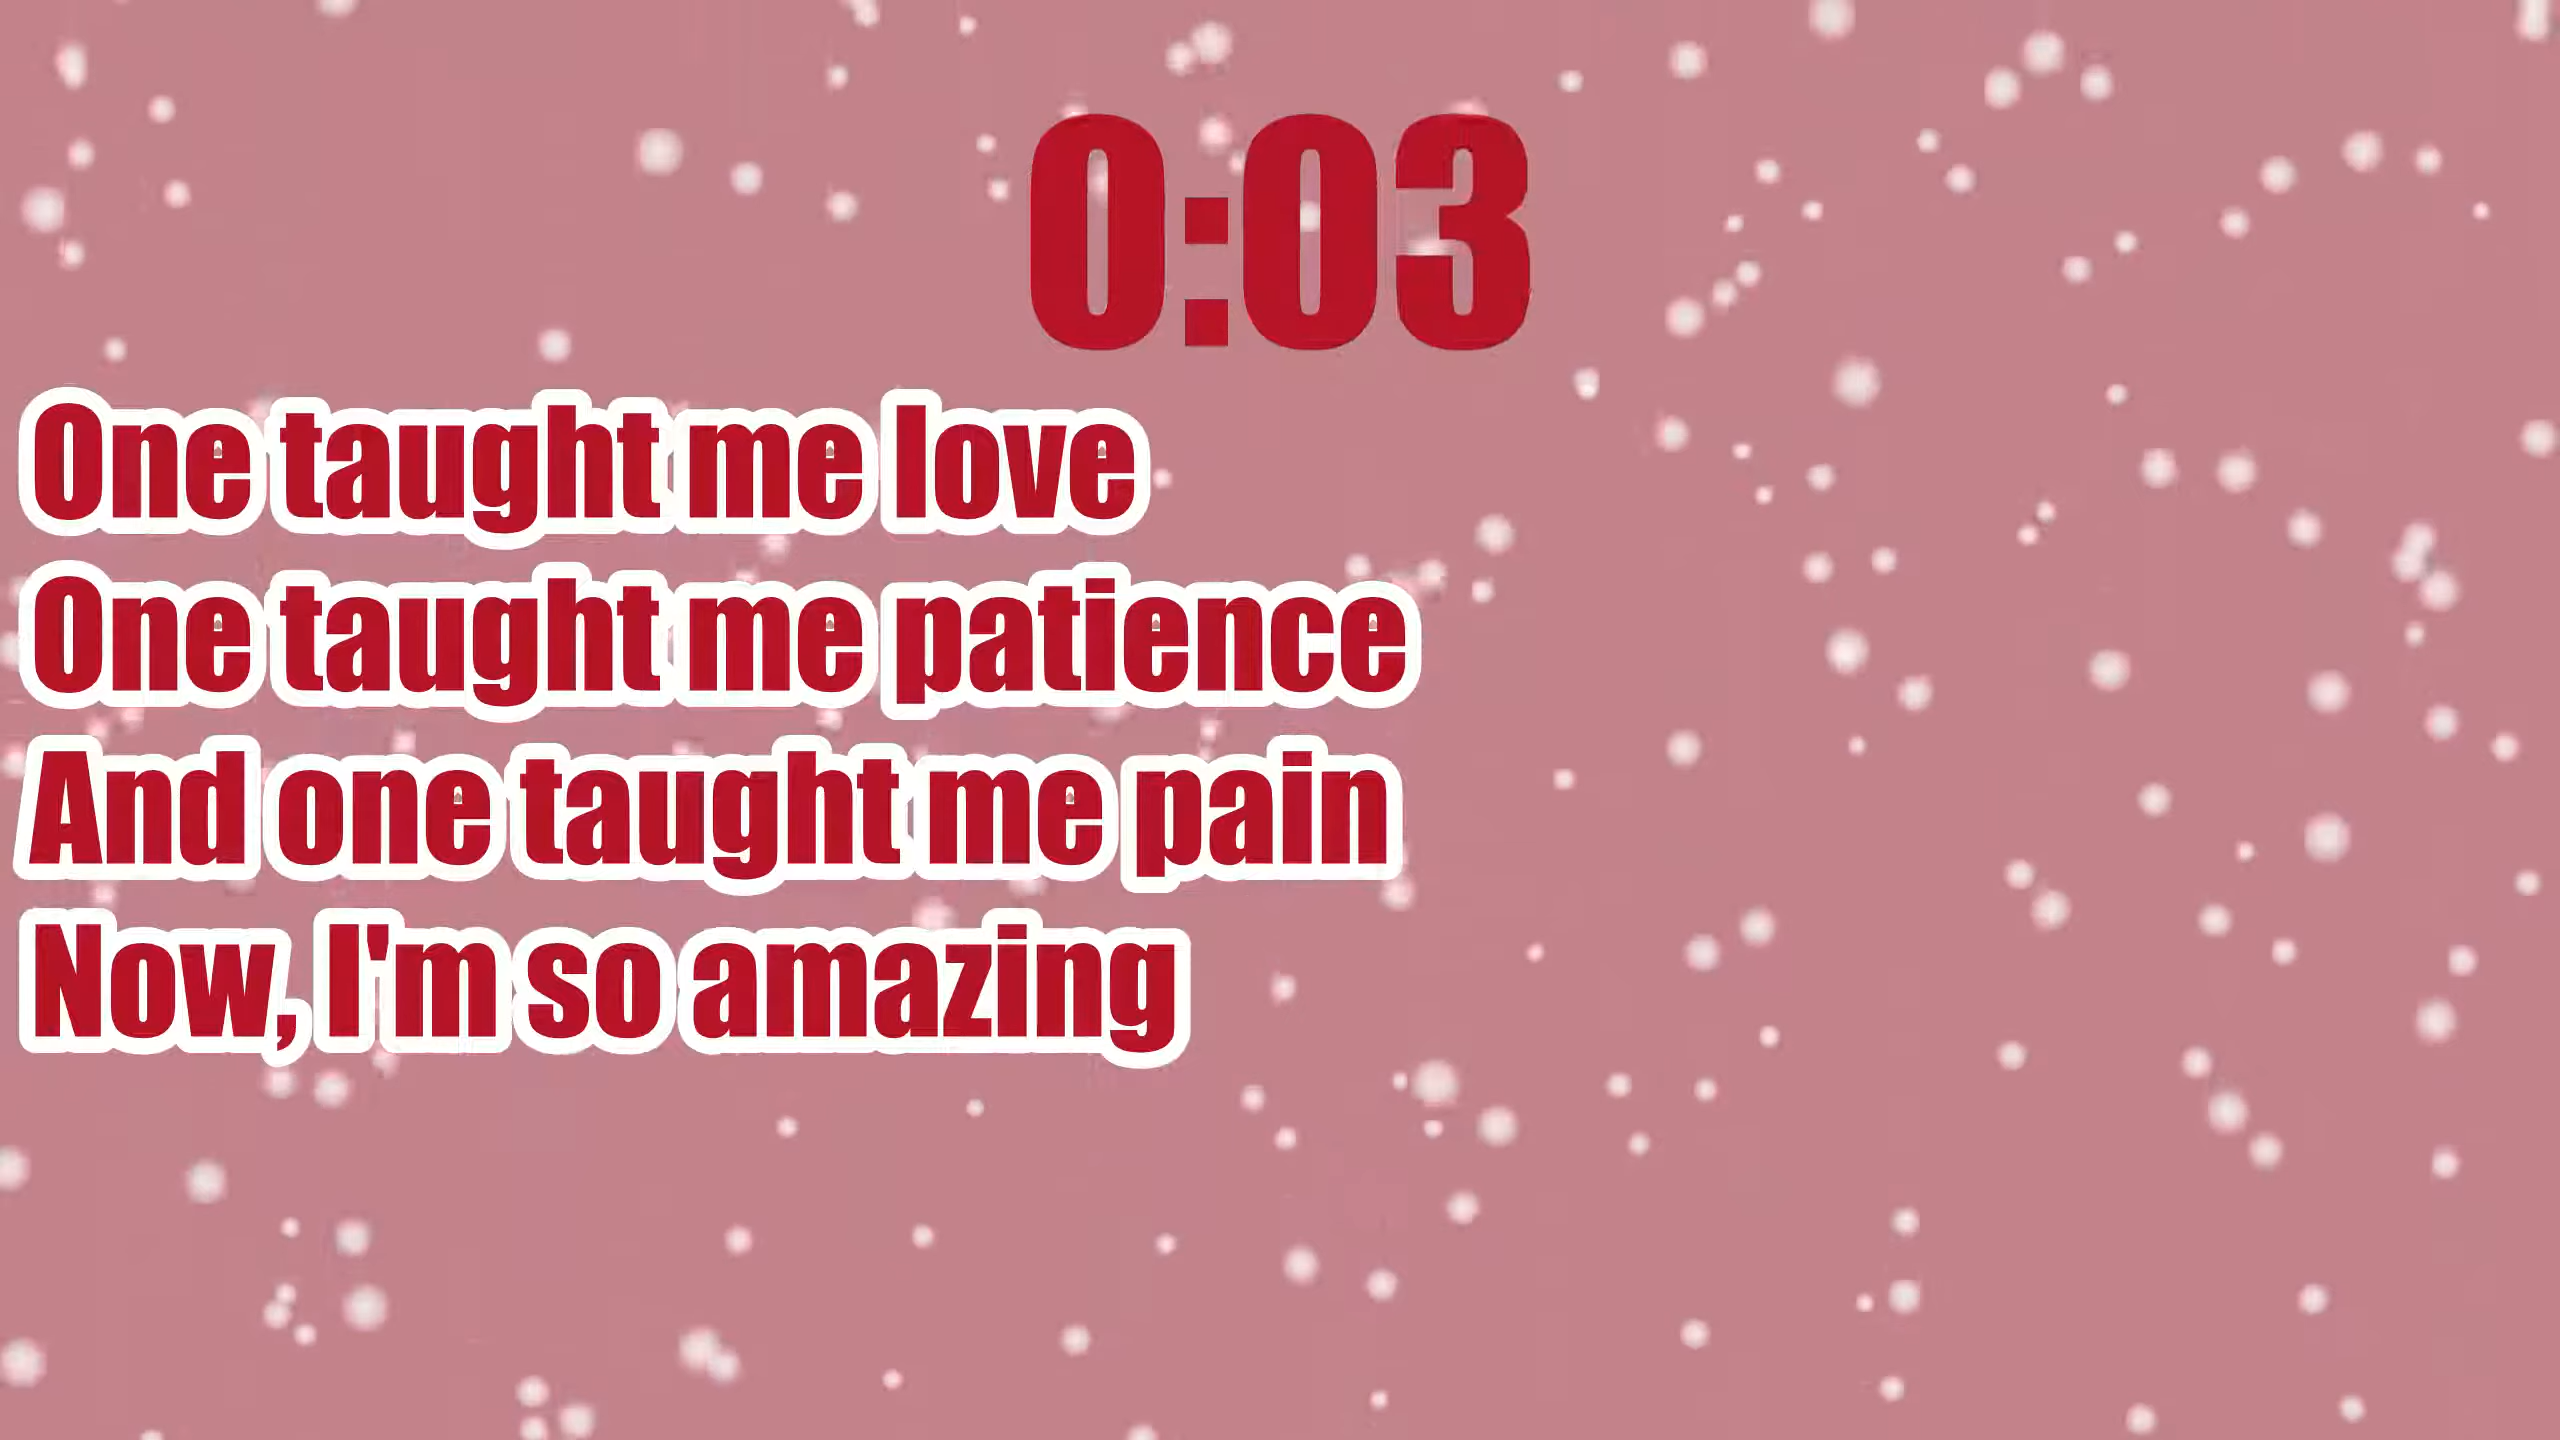 0:03
One taught me love
One taught me patience
And one taught me pain
Now, I'm so amazing